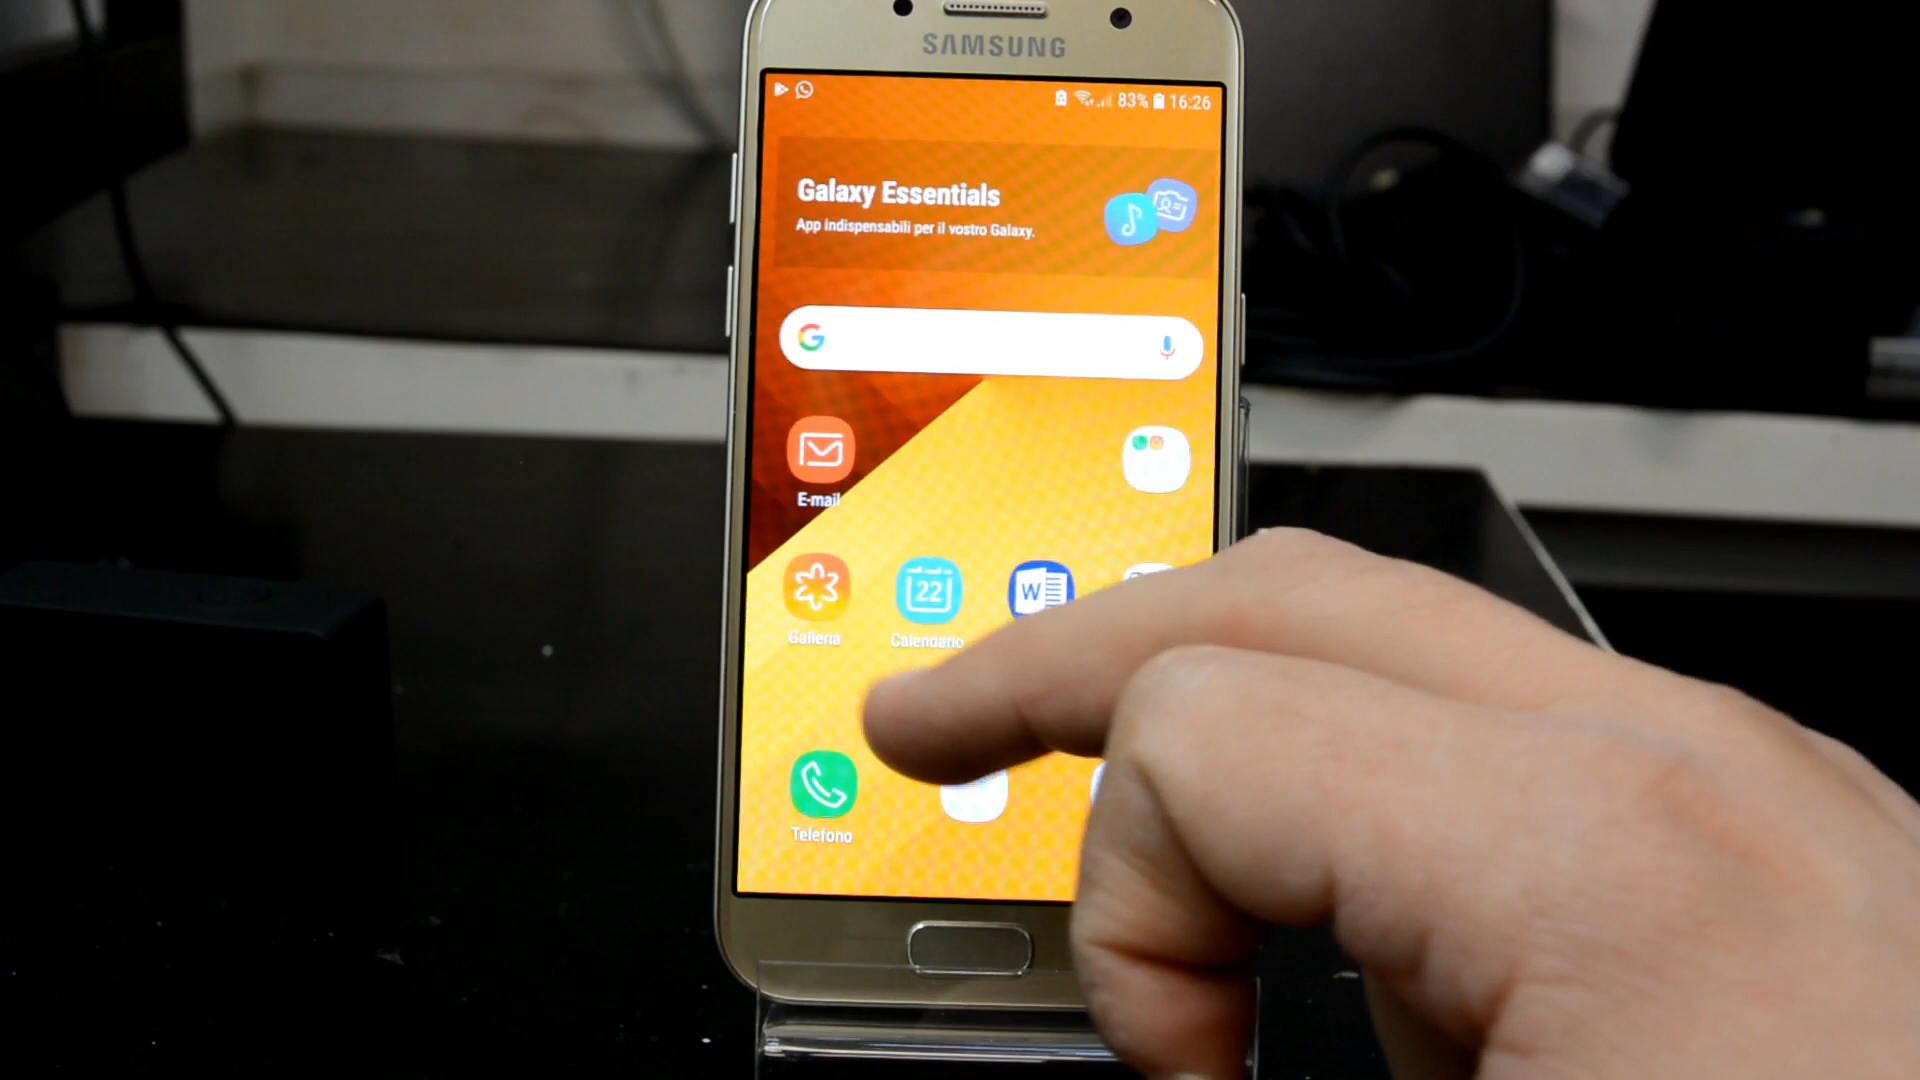 SAMSUNG
83% 16:26
Galaxy Essentials
App indispensabili per il vostro Galaxy.
G
E-mail
22
W
Galleria
Calendario
Telefono